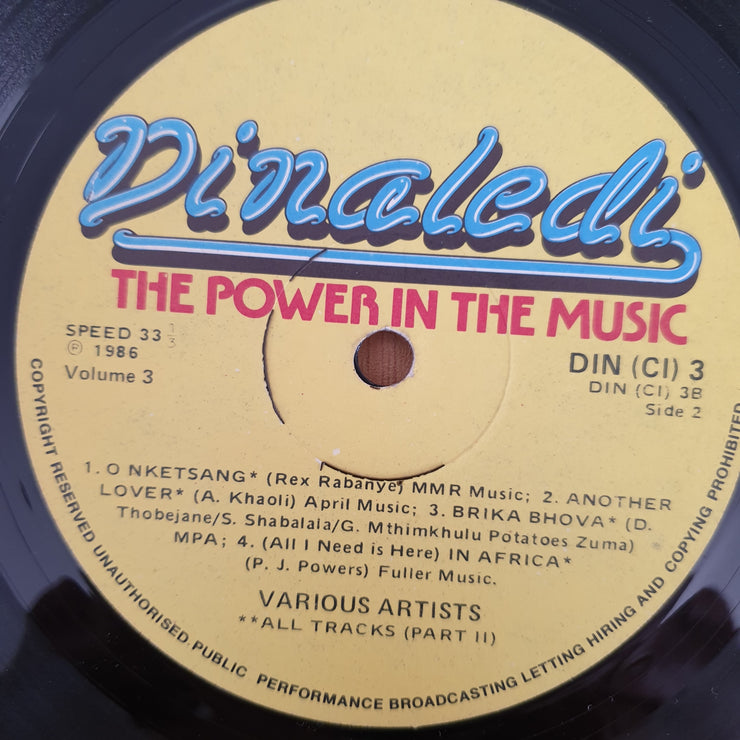 Dinaledi
THE POWER IN THE MUSIC
SPEED 33 1/3
℗ 1986
Volume 3
DIN (CI) 3
DIN (CI) 3B
Side 2
1. O NKETSANG* (Rex Rabanye) MMR Music; 2. ANOTHER
LOVER* (A. Khaoli) April Music; 3. BRIKA BHOVA* (D.
Thobejane/S. Shabalala/G. Mthimkhulu Potatoes Zuma)
MPA; 4. (All I Need is Here) IN AFRICA*
(P. J. Powers) Fuller Music.
VARIOUS ARTISTS
**ALL TRACKS (PART II)
COPYRIGHT RESERVED UNAUTHORISED PUBLIC PERFORMANCE BROADCASTING LETTING HIRING AND COPYING PROHIBITED